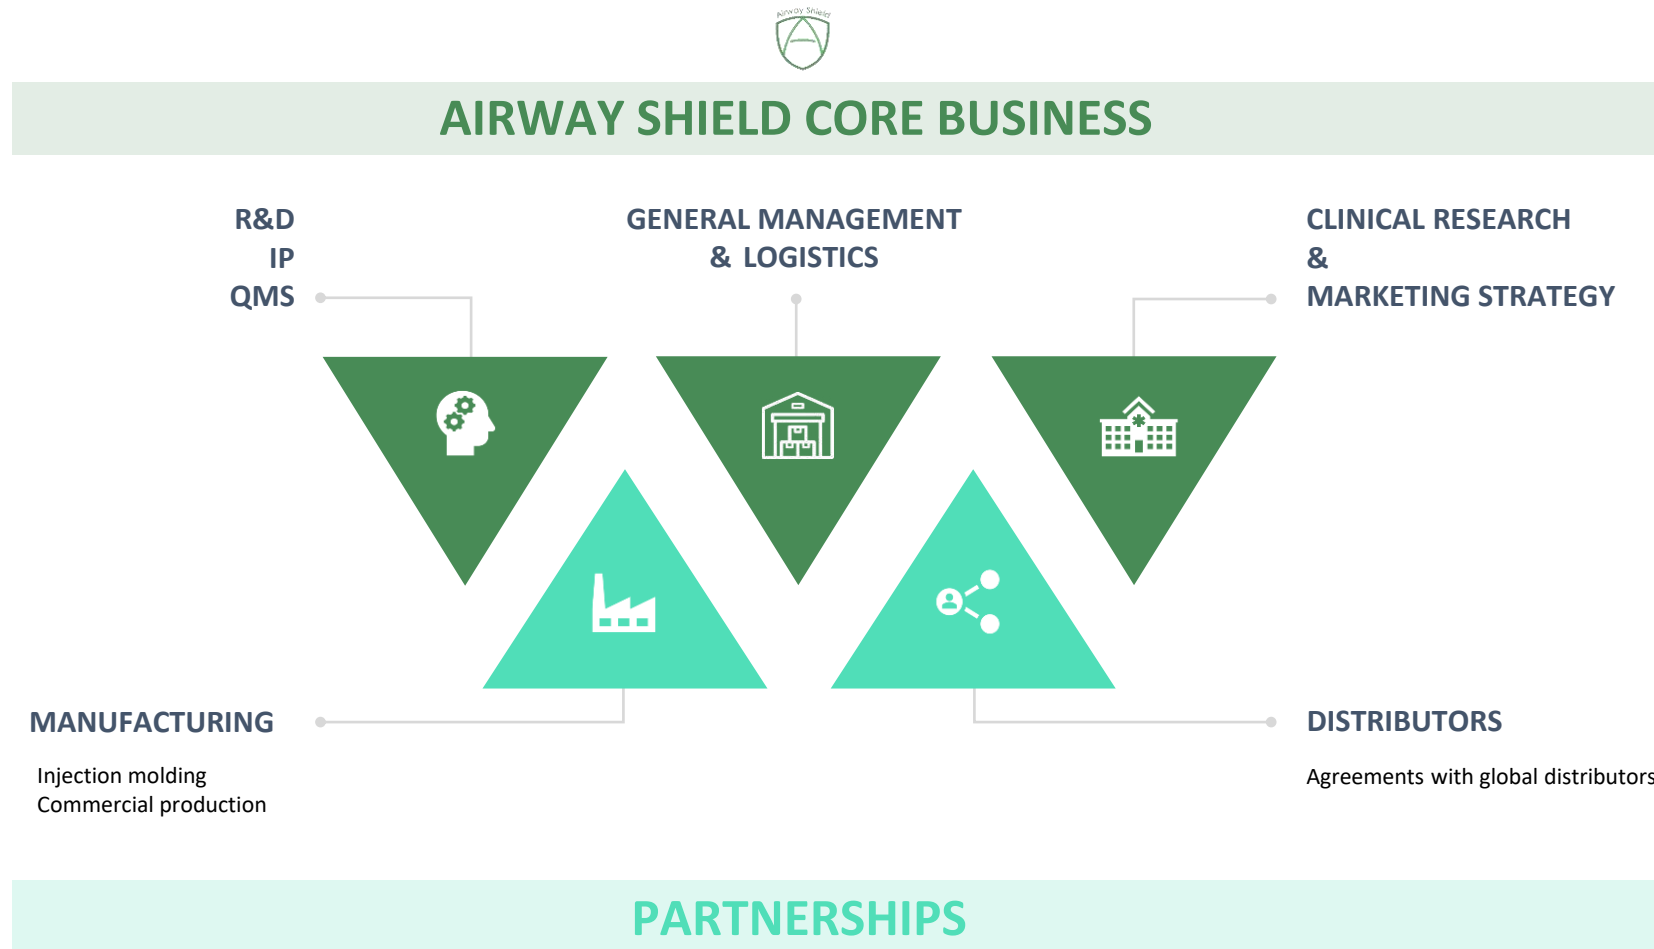 Airway Shield
AIRWAY SHIELD CORE BUSINESS
R&D
IP
QMS
GENERAL MANAGEMENT
& LOGISTICS
CLINICAL RESEARCH
&
MARKETING STRATEGY
MANUFACTURING
Injection molding
Commercial production
DISTRIBUTORS
Agreements with global distributors
PARTNERSHIPS